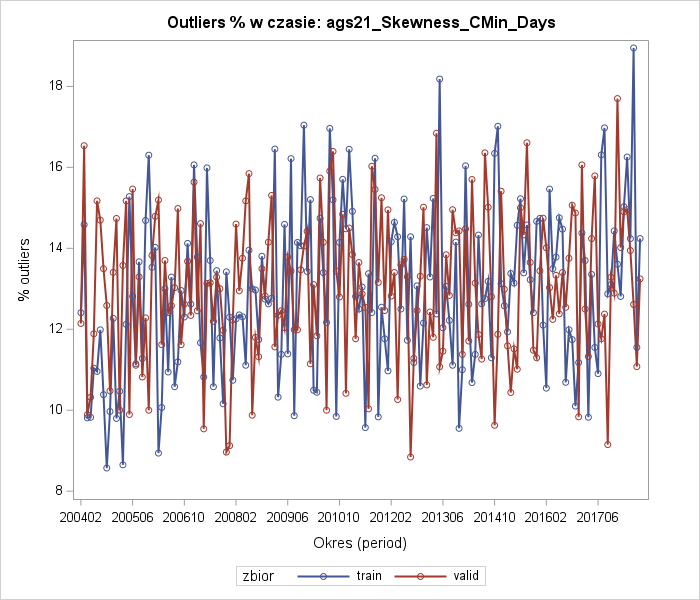 Outliers % w czasie: ags21_Skewness_CMin_Days
% outliers
18
16
14
12
10
8
200402 200506 200610 200802 200906 201010 201202 201306 201410 201602 201706
Okres (period)
zbior train valid